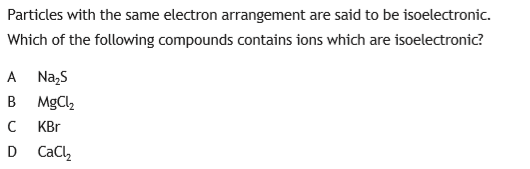 Particles with the same electron arrangement are said to be isoelectronic.
Which of the following compounds contains ions which are isoelectronic?
A Na₂S
B MgCl₂
C KBr
D CaCl₂